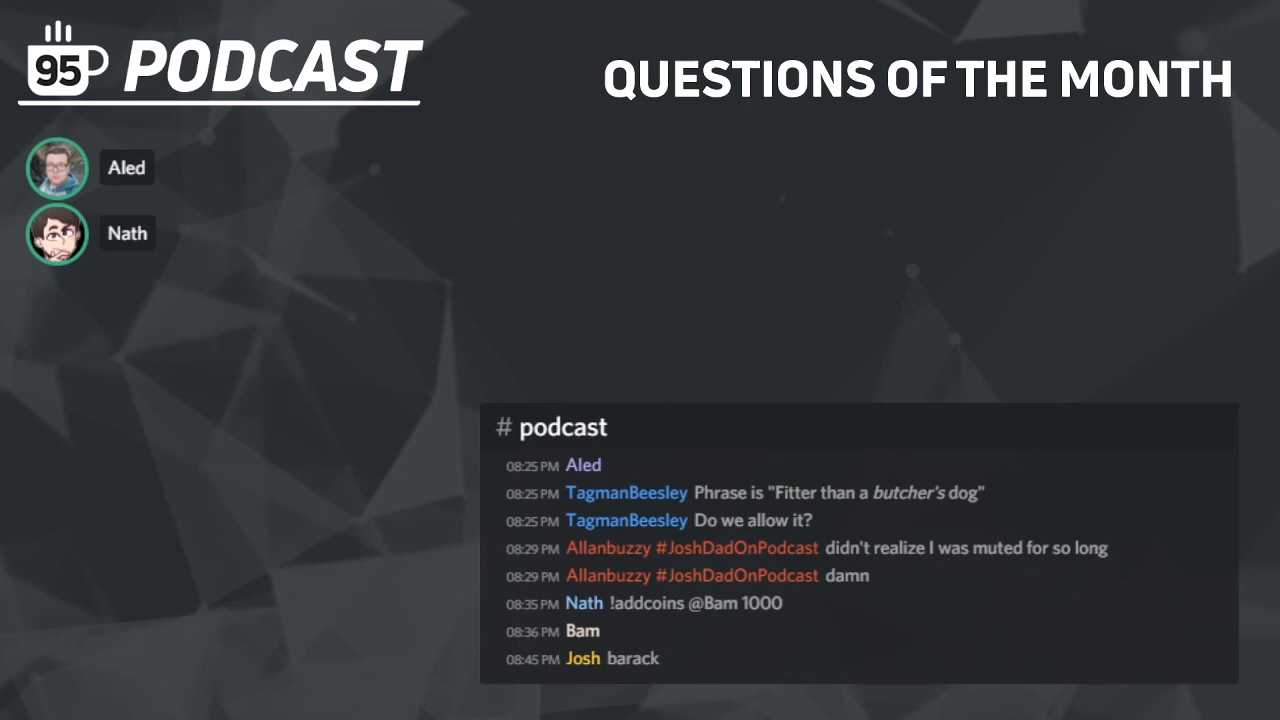 95 PODCAST
QUESTIONS OF THE MONTH
Aled
Nath
# podcast
08:25 PM Aled
08:25 PM TagmanBeesley Phrase is "Fitter than a butcher's dog"
08:25 PM TagmanBeesley Do we allow it?
08:29 PM Allanbuzzy #JoshDadOnPodcast didn't realize I was muted for so long
08:29 PM Allanbuzzy #JoshDadOnPodcast damn
08:35 PM Nath !addcoins @Bam 1000
08:36 PM Bam
08:45 PM Josh barack